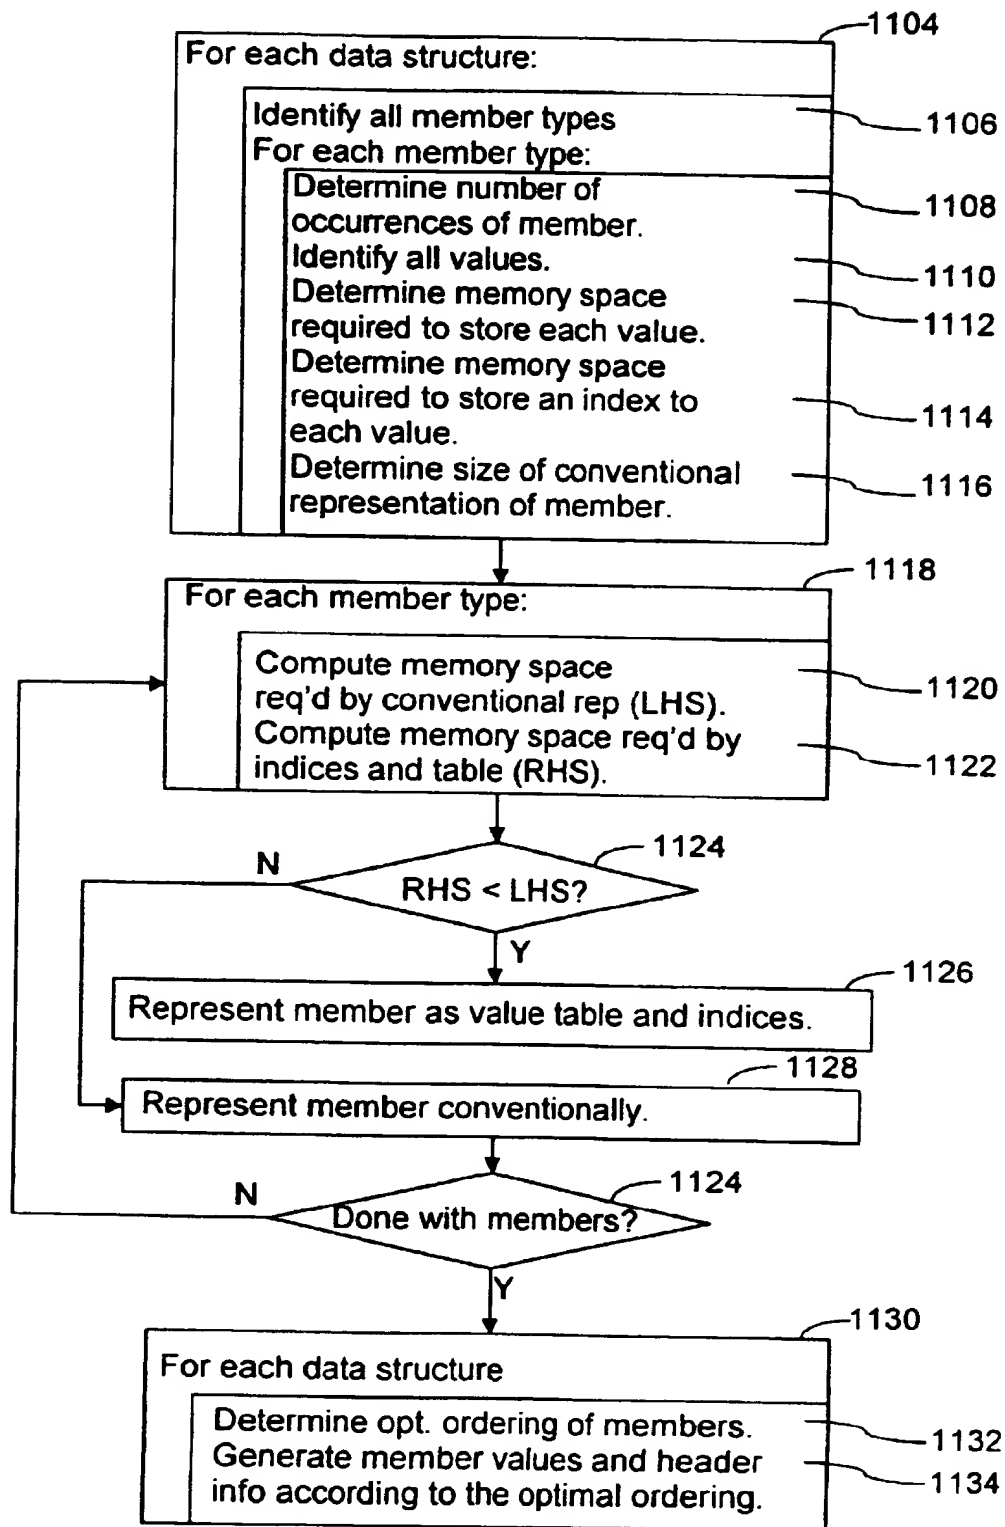 1104
For each data structure:
Identify all member types
1106
For each member type:
Determine number of
1108
occurrences of member.
Identify all values.
1110
Determine memory space
1112
required to store each value.
Determine memory space
required to store an index to
1114
each value.
Determine size of conventional
1116
representation of member.
1118
For each member type:
Compute memory space
1120
req'd by conventional rep (LHS).
Compute memory space req'd by
1122
indices and table (RHS).
1124
N
RHS < LHS?
Y
1126
Represent member as value table and indices.
1128
Represent member conventionally.
1124
N
Done with members?
Y
1130
For each data structure
Determine opt. ordering of members.
1132
Generate member values and header
1134
info according to the optimal ordering.